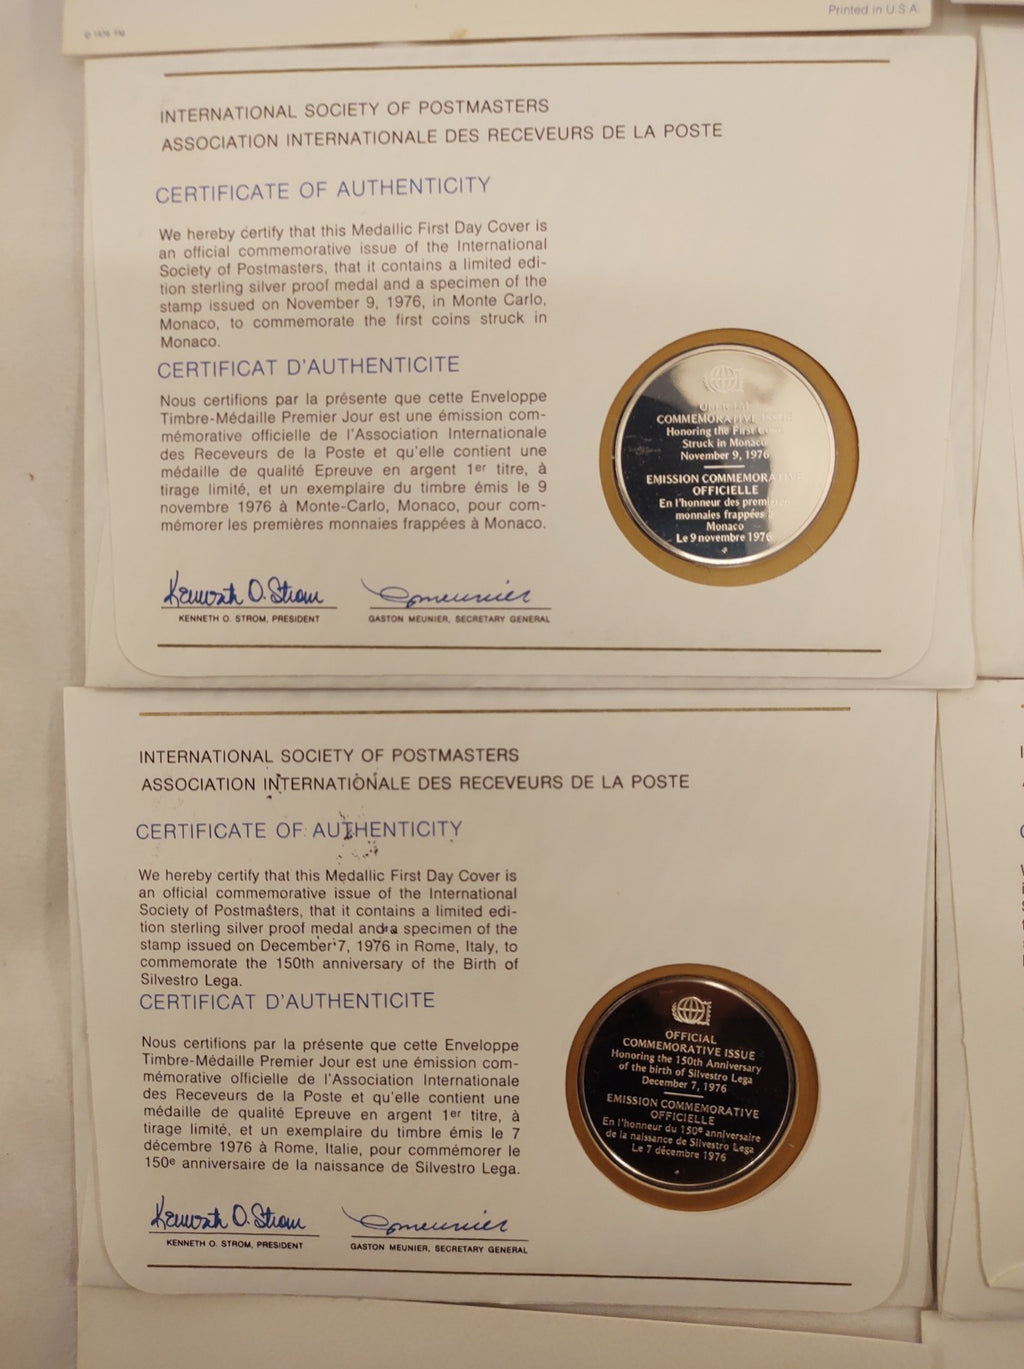 Printed in U.S.A.
INTERNATIONAL SOCIETY OF POSTMASTERS
ASSOCIATION INTERNATIONALE DES RECEVEURS DE LA POSTE
CERTIFICATE OF AUTHENTICITY
We hereby certify that this Medallic First Day Cover is
an official commemorative issue of the International
Society of Postmasters, that it contains a limited edi-
tion sterling silver proof medal and a specimen of the
stamp issued on November 9, 1976, in Monte Carlo,
Monaco, to commemorate the first coins struck in
Monaco.
CERTIFICAT D'AUTHENTICITE
Nous certifions par la présente que cette Enveloppe
Timbre-Médaille Premier Jour est une émission com-
mémorative officielle de l'Association Internationale
des Receveurs de la Poste et qu'elle contient une
médaille de qualité Epreuve en argent 1er titre, à
tirage limité, et un exemplaire du timbre émis le 9
novembre 1976 à Monte-Carlo, Monaco, pour com-
mémorer les premières monnaies frappées à Monaco.
Kenneth O. Strom
KENNETH O. STROM, PRESIDENT
GMeunier
GASTON MEUNIER, SECRETARY GENERAL
OFFICIAL
COMMEMORATIVE ISSUE
Honoring the First
Struck in Monaco
November 9, 1976
EMISSION COMMEMORATIVE
OFFICIELLE
En l'honneur des premières
monnaies frappées à
Monaco
Le 9 novembre 1976
INTERNATIONAL SOCIETY OF POSTMASTERS
ASSOCIATION INTERNATIONALE DES RECEVEURS DE LA POSTE
CERTIFICATE OF AUTHENTICITY
We hereby certify that this Medallic First Day Cover is
an official commemorative issue of the International
Society of Postmasters, that it contains a limited edi-
tion sterling silver proof medal and a specimen of the
stamp issued on December 7, 1976 in Rome, Italy, to
commemorate the 150th anniversary of the Birth of
Silvestro Lega.
CERTIFICAT D'AUTHENTICITE
Nous certifions par la présente que cette Enveloppe
Timbre-Médaille Premier Jour est une émission com-
mémorative officielle de l'Association Internationale
des Receveurs de la Poste et qu'elle contient une
médaille de qualité Epreuve en argent 1er titre, à
tirage limité, et un exemplaire du timbre émis le 7
décembre 1976 à Rome, Italie, pour commémorer le
150e anniversaire de la naissance de Silvestro Lega.
Kenneth O. Strom
KENNETH O. STROM, PRESIDENT
GMeunier
GASTON MEUNIER, SECRETARY GENERAL
OFFICIAL
COMMEMORATIVE ISSUE
Honoring the 150th Anniversary
of the birth of Silvestro Lega
December 7, 1976
EMISSION COMMEMORATIVE
OFFICIELLE
En l'honneur du 150e anniversaire
de la naissance de Silvestro Lega
Le 7 décembre 1976